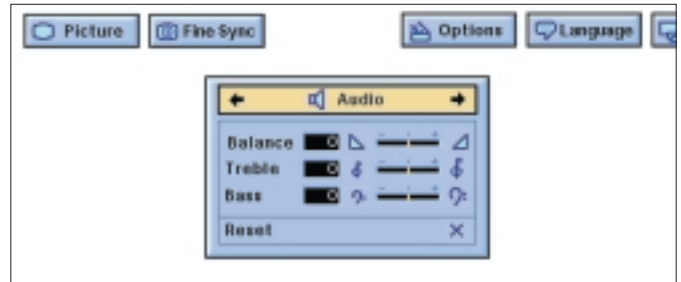 Picture Fine Sync Options Language
Audio
Balance 0
Treble 0
Bass 0
Reset